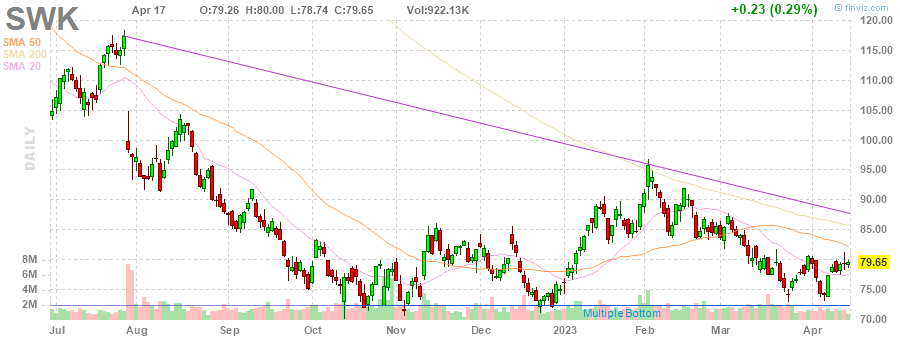 SWK
Apr 17 O:79.26 H:80.00 L:78.74 C:79.65 Vol:922.13K +0.23 (0.29%)
© finviz.com
SMA 50
SMA 200
SMA 20
DAILY
120.00
115.00
110.00
105.00
100.00
95.00
90.00
85.00
80.00
79.65
75.00
70.00
8M
6M
4M
2M
Multiple Bottom
Jul Aug Sep Oct Nov Dec 2023 Feb Mar Apr